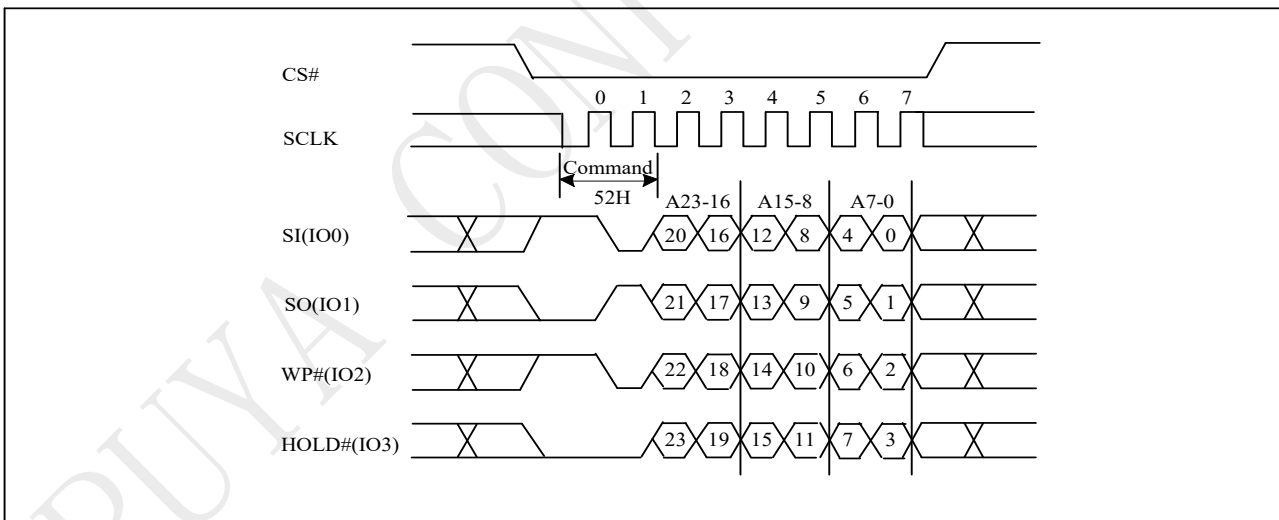 CS#
0 1 2 3 4 5 6 7
SCLK
Command
52H
A23-16 A15-8 A7-0
SI(IO0) 20 16 12 8 4 0
SO(IO1) 21 17 13 9 5 1
WP#(IO2) 22 18 14 10 6 2
HOLD#(IO3) 23 19 15 11 7 3
PUYA CON